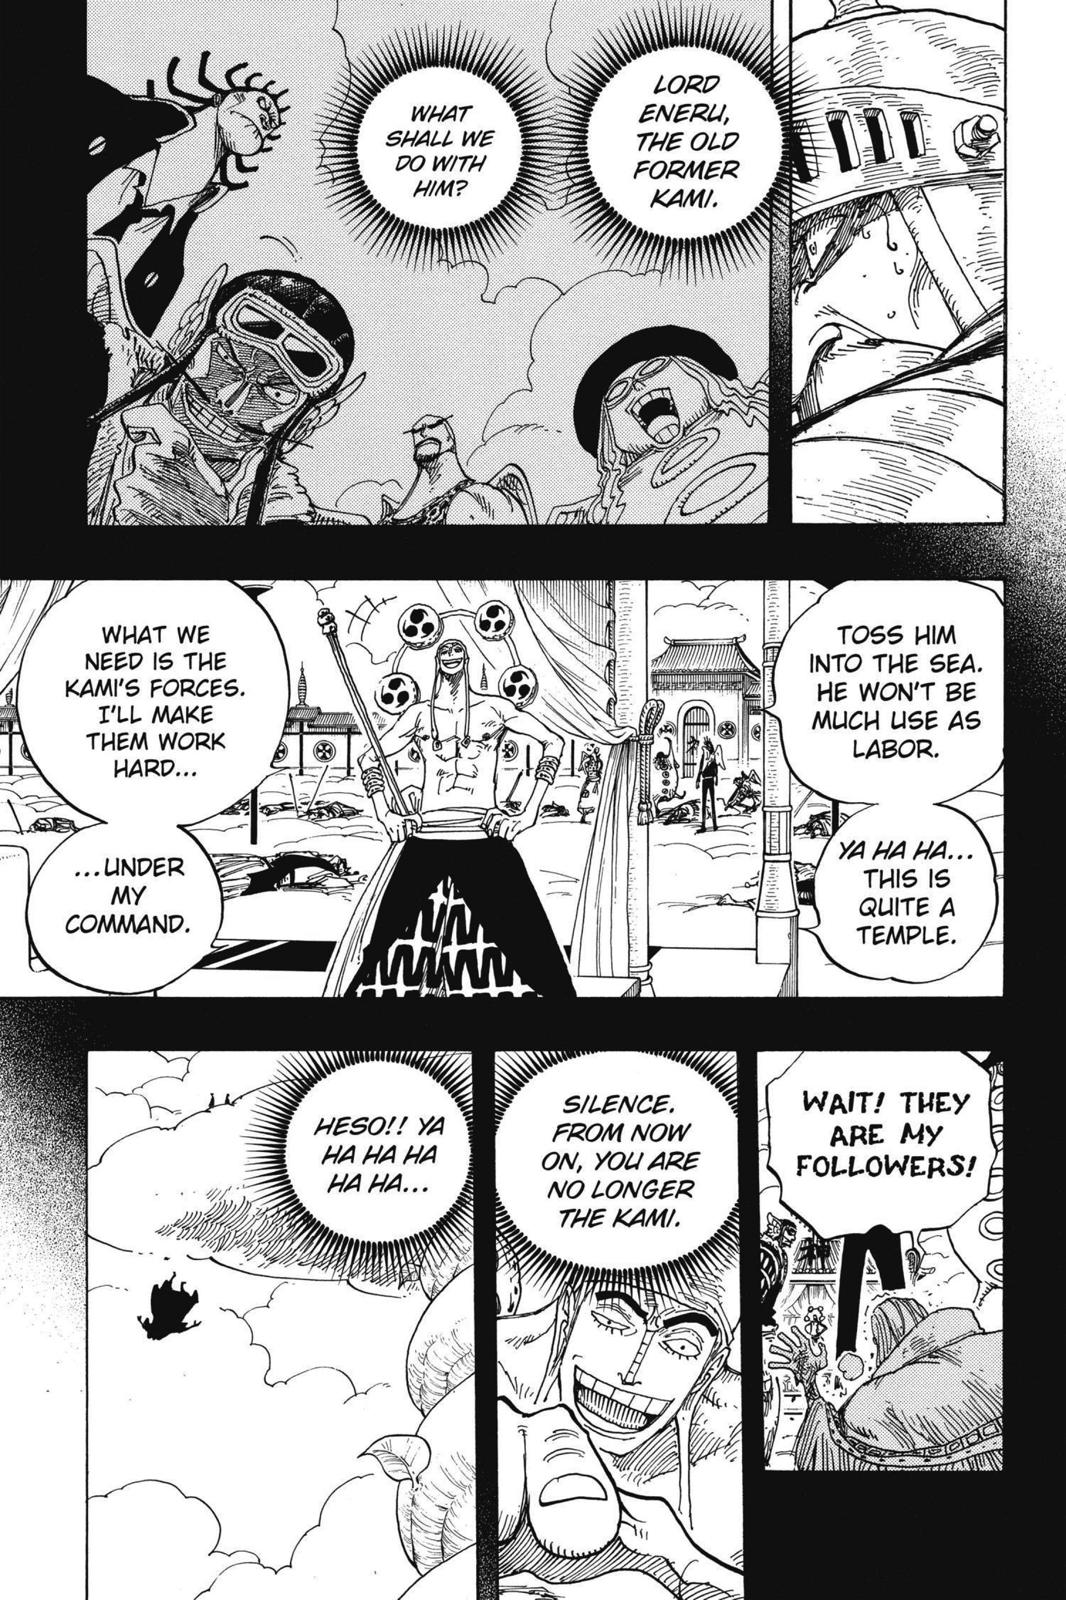 LORD
ENERU,
THE OLD
FORMER
KAMI.
WHAT
SHALL WE
DO WITH
HIM?
TOSS HIM
INTO THE SEA.
HE WON'T BE
MUCH USE AS
LABOR.
YA HA HA...
THIS IS
QUITE A
TEMPLE.
WHAT WE
NEED IS THE
KAMI'S FORCES.
I'LL MAKE
THEM WORK
HARD...
...UNDER
MY
COMMAND.
WAIT! THEY
ARE MY
FOLLOWERS!
神
SILENCE.
FROM NOW
ON, YOU ARE
NO LONGER
THE KAMI.
HESO!! YA
HA HA HA
HA HA...